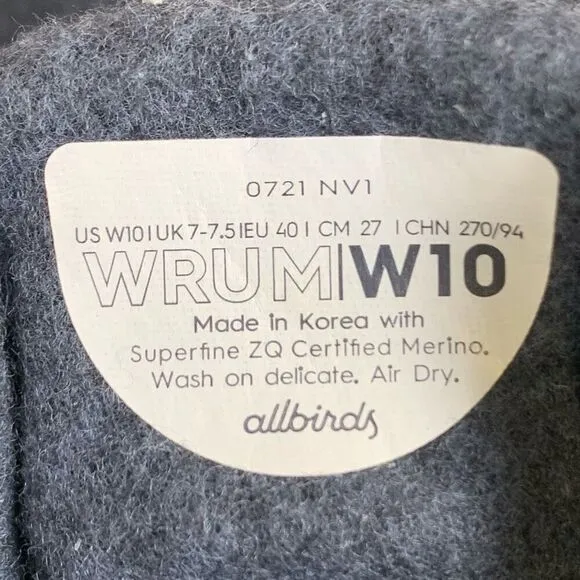 0721 NV1
US W10 | UK 7-7.5 | EU 40 | CM 27 | CHN 270/94
WRUM|W10
Made in Korea with
Superfine ZQ Certified Merino.
Wash on delicate. Air Dry.
allbirds